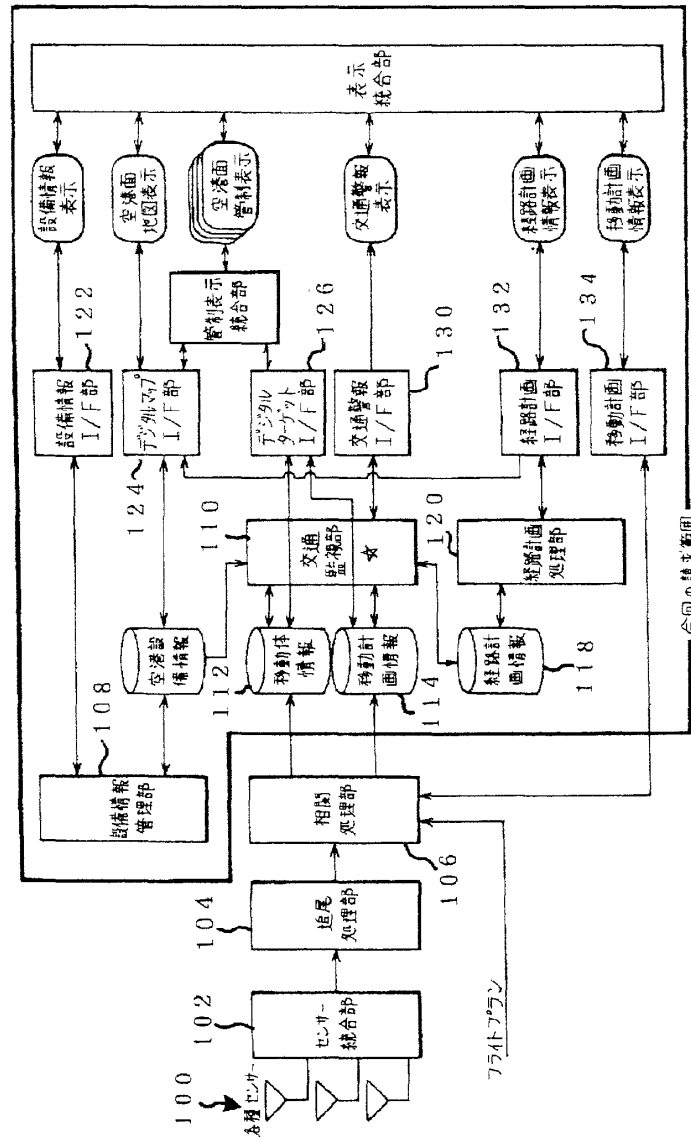 100
各種センサー
102
センサー
統合部
104
追尾
処理部
106
相関
処理部
フライトプラン
108
設備情報
管理部
空港設
備情報
112
移動体
情報
移動計
画情報
114
経路計
画情報
118
110
交通
監視部
☆
120
経路計画
処理部
122
設備情報
I/F部
124
デジタルマップ
I/F部
126
デジタル
ターゲット
I/F部
130
交通警報
I/F部
132
経路計画
I/F部
134
移動計画
I/F部
管制表示
統合部
設備情報
表示
空港面
地図表示
空港面
管制表示
交通警報
表示
経路計画
情報表示
移動計画
情報表示
表示
統合部
今回の請求範囲